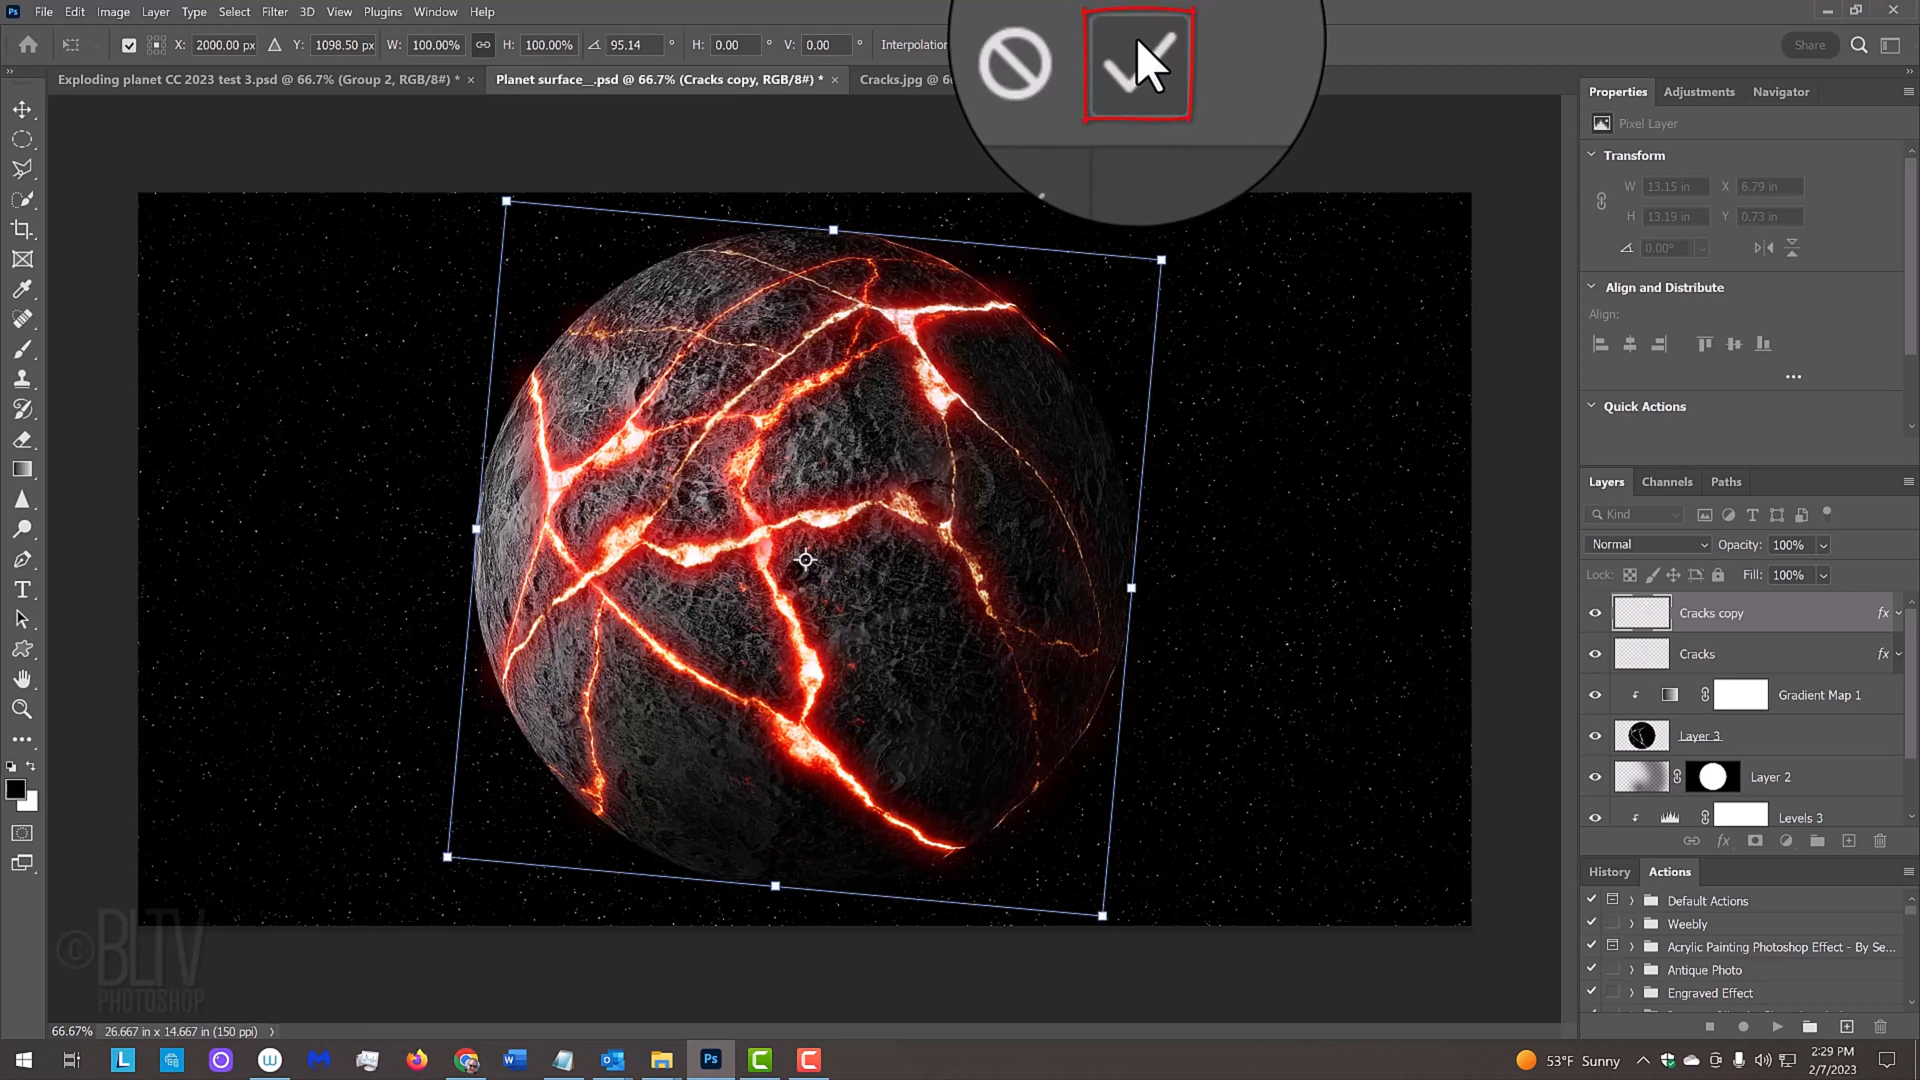 Ps File Edit Image Layer Type Select Filter 3D View Plugins Window Help
X: 2000.00 px Y: 1098.50 px W: 100.00% H: 100.00% 95.14 ° H: 0.00 ° V: 0.00 ° Interpolation Share
Exploding planet CC 2023 test 3.psd @ 66.7% (Group 2, RGB/8#) * × Planet surface__.psd @ 66.7% (Cracks copy, RGB/8#) * × Cracks.jpg @
Properties Adjustments Navigator
Pixel Layer
Transform
W 13.15 in X 6.79 in
H 13.19 in Y 0.73 in
0.00°
Align and Distribute
Align:
Quick Actions
Layers Channels Paths
Kind
Normal Opacity: 100%
Lock: Fill: 100%
Cracks copy fx
Cracks fx
Gradient Map 1
Layer 3
Layer 2
Levels 3
fx
History Actions
Default Actions
Weebly
Acrylic Painting Photoshop Effect - By Se...
Antique Photo
Engraved Effect
© BLTV
PHOTOSHOP
66.67% 26.667 in x 14.667 in (150 ppi)
53°F Sunny 2:29 PM
2/7/2023